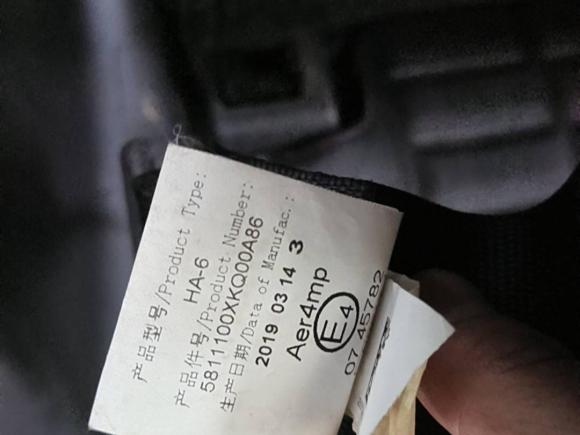 产品型号/Product Type:
HA-6
产品件号/Product Number:
5811100XKQ00A86
生产日期/Data of Manufac.:
2019 03 14 3
Aer4mp
E4
07 45782